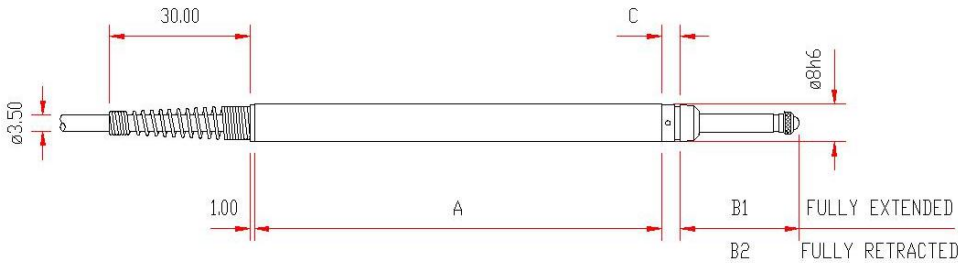 30.00
C
ø8h6
ø3.50
1.00
A
B1 FULLY EXTENDED
B2 FULLY RETRACTED